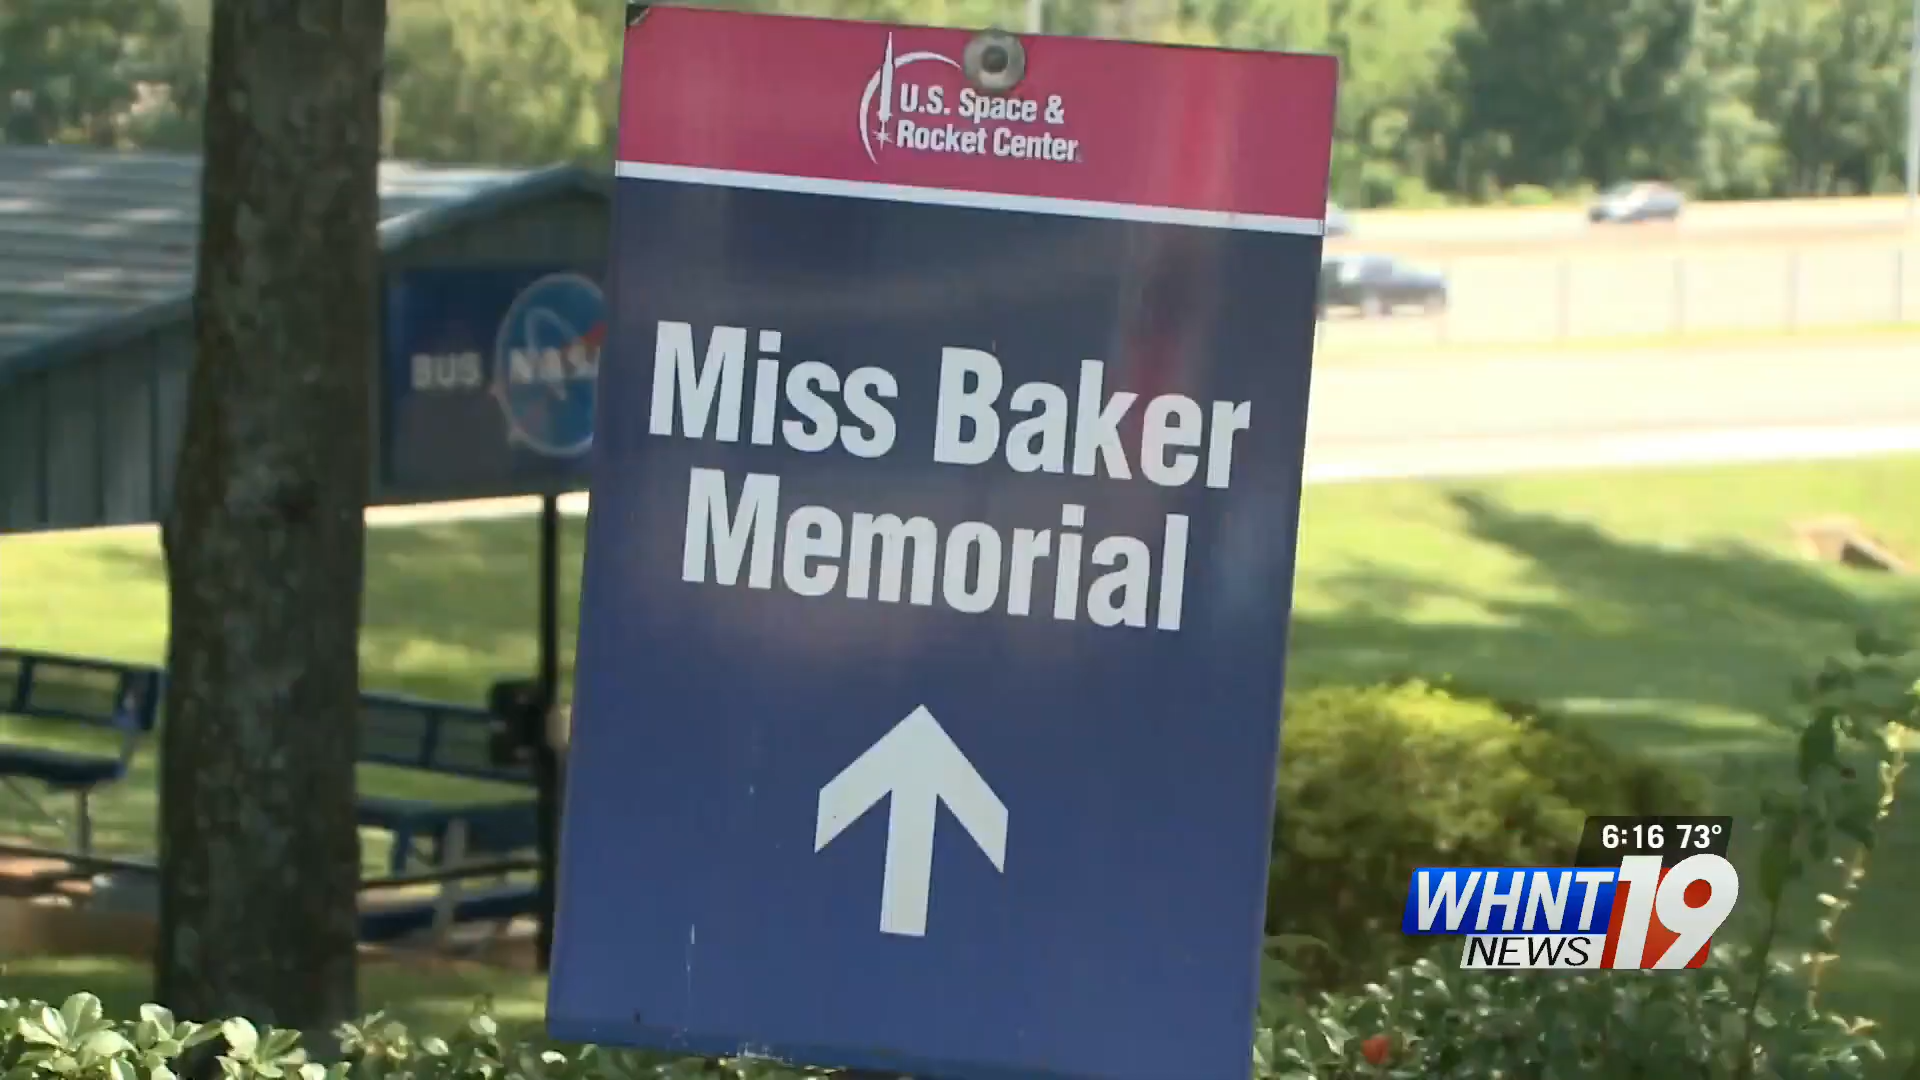 U.S. Space &
Rocket Center
Miss Baker
Memorial
BUS
NASA
6:16 73°
WHNT 19
NEWS